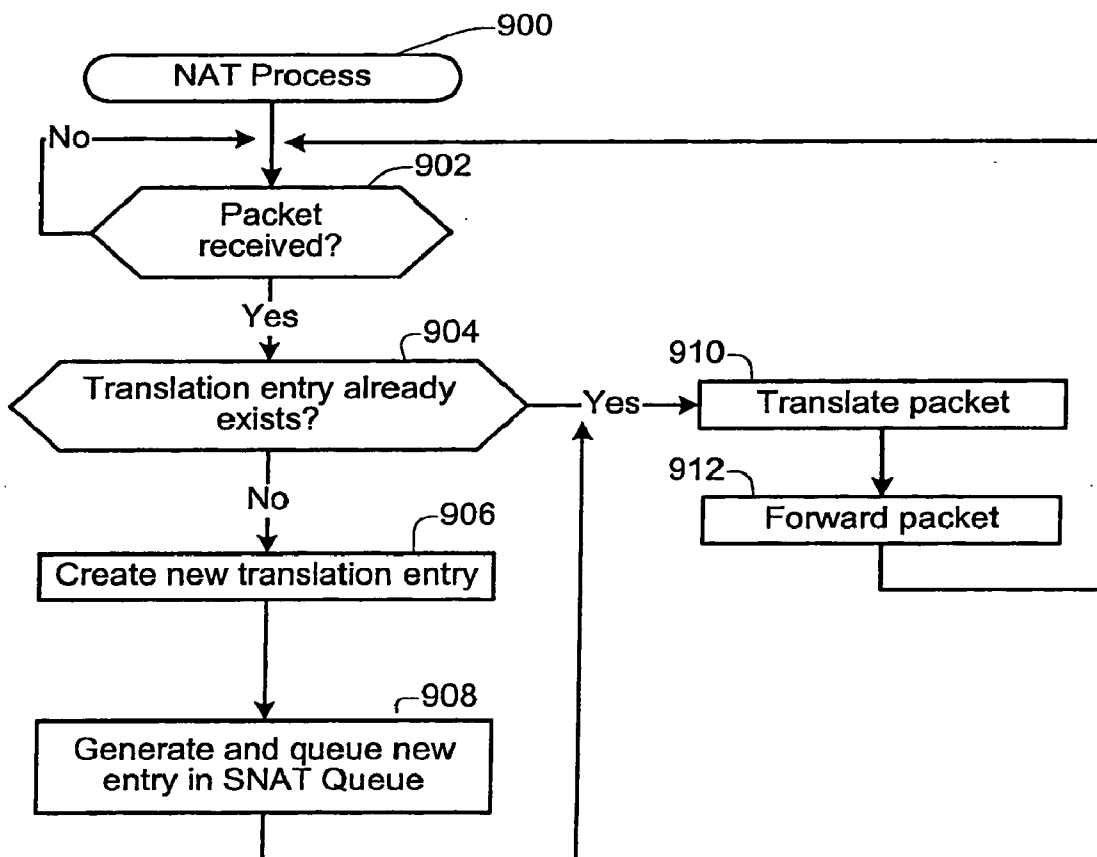 900
NAT Process
No
902
Packet
received?
Yes
904
Translation entry already
exists?
Yes
910
Translate packet
912
Forward packet
No
906
Create new translation entry
908
Generate and queue new
entry in SNAT Queue